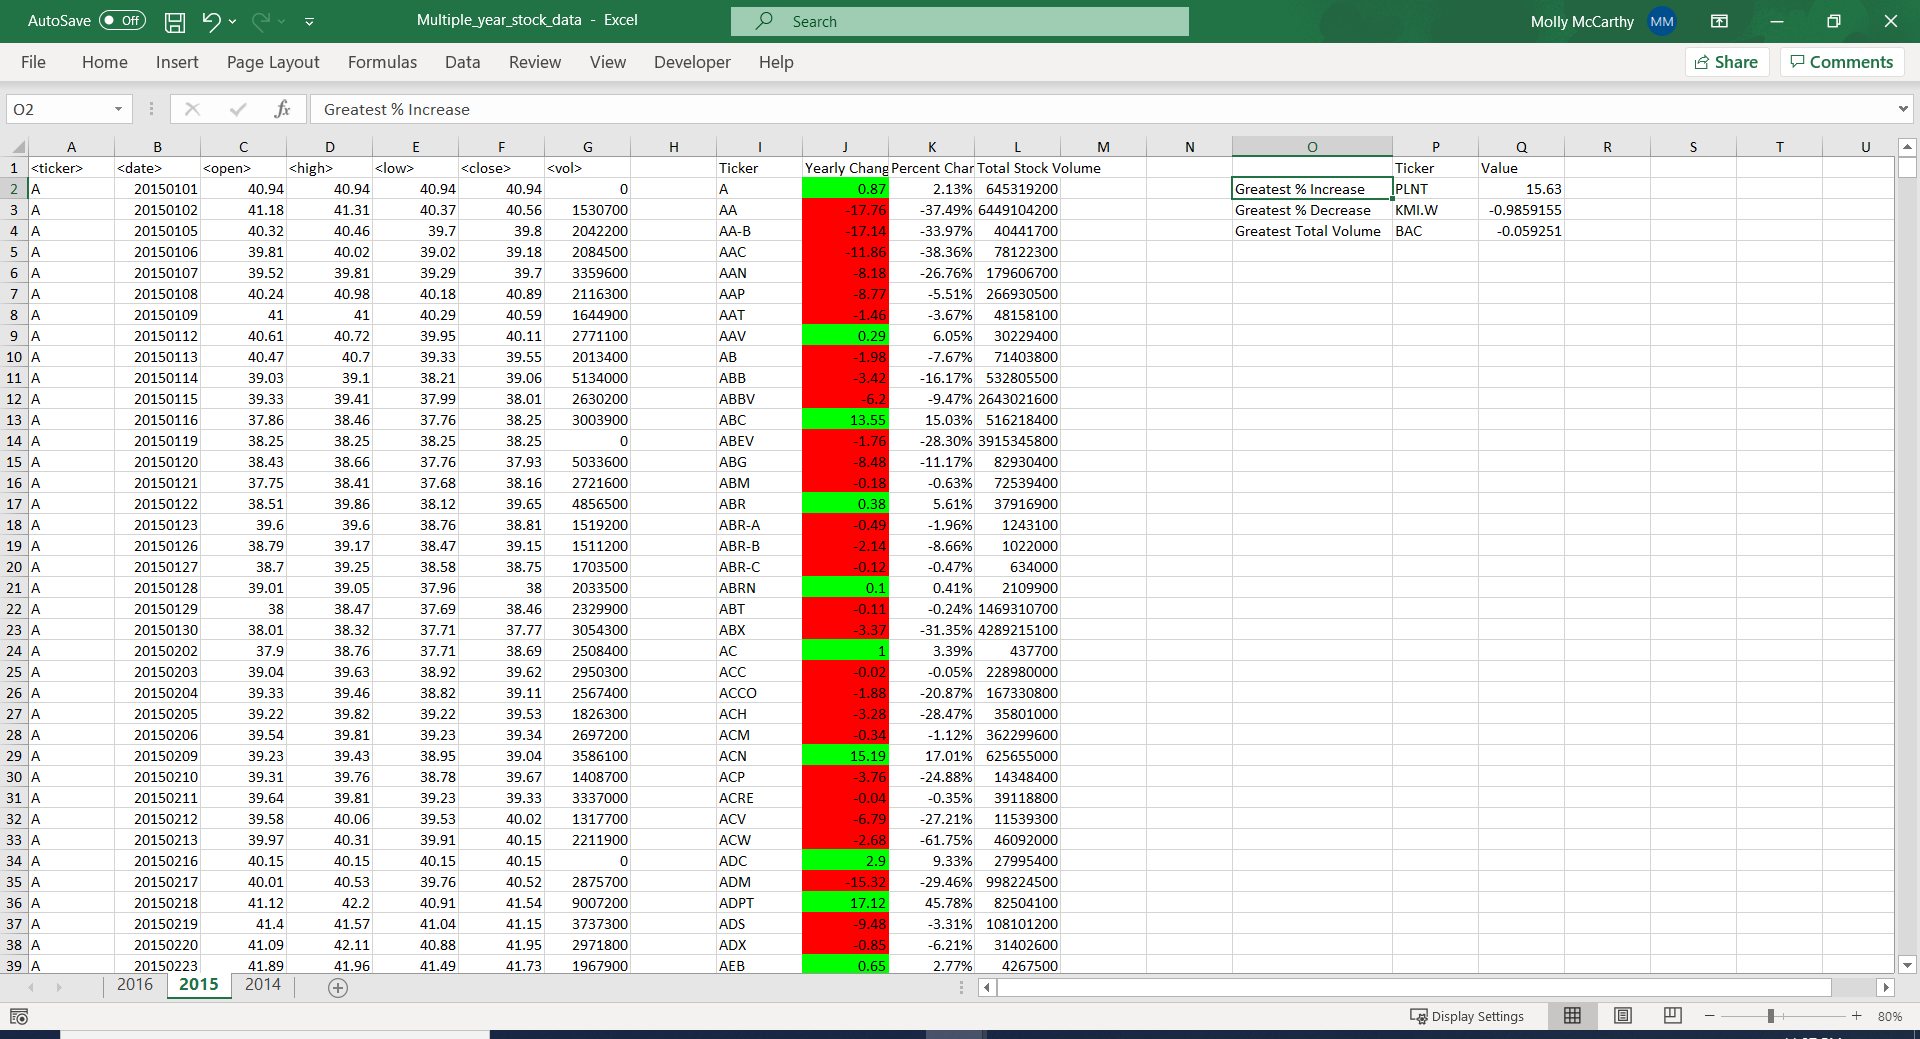 AutoSave Off Multiple_year_stock_data - Excel Search Molly McCarthy MM
File Home Insert Page Layout Formulas Data Review View Developer Help Share Comments
O2 fx Greatest % Increase
A B C D E F G H I J K L M N O P Q R S T U
1 <ticker> <date> <open> <high> <low> <close> <vol> Ticker Yearly Chang Percent Char Total Stock Volume Ticker Value
2 A 20150101 40.94 40.94 40.94 40.94 0 A 0.87 2.13% 645319200 Greatest % Increase PLNT 15.63
3 A 20150102 41.18 41.31 40.37 40.56 1530700 AA -17.76 -37.49% 6449104200 Greatest % Decrease KMI.W -0.9859155
4 A 20150105 40.32 40.46 39.7 39.8 2042200 AA-B -17.14 -33.97% 40441700 Greatest Total Volume BAC -0.059251
5 A 20150106 39.81 40.02 39.02 39.18 2084500 AAC -11.86 -38.36% 78122300
6 A 20150107 39.52 39.81 39.29 39.7 3359600 AAN -8.18 -26.76% 179606700
7 A 20150108 40.24 40.98 40.18 40.89 2116300 AAP -8.77 -5.51% 266930500
8 A 20150109 41 41 40.29 40.59 1644900 AAT -1.46 -3.67% 48158100
9 A 20150112 40.61 40.72 39.95 40.11 2771100 AAV 0.29 6.05% 30229400
10 A 20150113 40.47 40.7 39.33 39.55 2013400 AB -1.98 -7.67% 71403800
11 A 20150114 39.03 39.1 38.21 39.06 5134000 ABB -3.42 -16.17% 532805500
12 A 20150115 39.33 39.41 37.99 38.01 2630200 ABBV -6.2 -9.47% 2643021600
13 A 20150116 37.86 38.46 37.76 38.25 3003900 ABC 13.55 15.03% 516218400
14 A 20150119 38.25 38.25 38.25 38.25 0 ABEV -1.76 -28.30% 3915345800
15 A 20150120 38.43 38.66 37.76 37.93 5033600 ABG -8.48 -11.17% 82930400
16 A 20150121 37.75 38.41 37.68 38.16 2721600 ABM -0.18 -0.63% 72539400
17 A 20150122 38.51 39.86 38.12 39.65 4856500 ABR 0.38 5.61% 37916900
18 A 20150123 39.6 39.6 38.76 38.81 1519200 ABR-A -0.49 -1.96% 1243100
19 A 20150126 38.79 39.17 38.47 39.15 1511200 ABR-B -2.14 -8.66% 1022000
20 A 20150127 38.7 39.25 38.58 38.75 1703500 ABR-C -0.12 -0.47% 634000
21 A 20150128 39.01 39.05 37.96 38 2033500 ABRN 0.1 0.41% 2109900
22 A 20150129 38 38.47 37.69 38.46 2329900 ABT -0.11 -0.24% 1469310700
23 A 20150130 38.01 38.32 37.71 37.77 3054300 ABX -3.37 -31.35% 4289215100
24 A 20150202 37.9 38.76 37.71 38.69 2508400 AC 1 3.39% 437700
25 A 20150203 39.04 39.63 38.92 39.62 2950300 ACC -0.02 -0.05% 228980000
26 A 20150204 39.33 39.46 38.82 39.11 2567400 ACCO -1.88 -20.87% 167330800
27 A 20150205 39.22 39.82 39.22 39.53 1826300 ACH -3.28 -28.47% 35801000
28 A 20150206 39.54 39.81 39.23 39.34 2697200 ACM -0.34 -1.12% 362299600
29 A 20150209 39.23 39.43 38.95 39.04 3586100 ACN 15.19 17.01% 625655000
30 A 20150210 39.31 39.76 38.78 39.67 1408700 ACP -3.76 -24.88% 14348400
31 A 20150211 39.64 39.81 39.23 39.33 3337000 ACRE -0.04 -0.35% 39118800
32 A 20150212 39.58 40.06 39.53 40.02 1317700 ACV -6.79 -27.21% 11539300
33 A 20150213 39.97 40.31 39.91 40.15 2211900 ACW -2.68 -61.75% 46092000
34 A 20150216 40.15 40.15 40.15 40.15 0 ADC 2.9 9.33% 27995400
35 A 20150217 40.01 40.53 39.76 40.52 2875700 ADM -15.32 -29.46% 998224500
36 A 20150218 41.12 42.2 40.91 41.54 9007200 ADPT 17.12 45.78% 82504100
37 A 20150219 41.4 41.57 41.04 41.15 3737300 ADS -9.48 -3.31% 108101200
38 A 20150220 41.09 42.11 40.88 41.95 2971800 ADX -0.85 -6.21% 31402600
39 A 20150223 41.89 41.96 41.49 41.73 1967900 AEB 0.65 2.77% 4267500
2016 2015 2014
Display Settings 80%